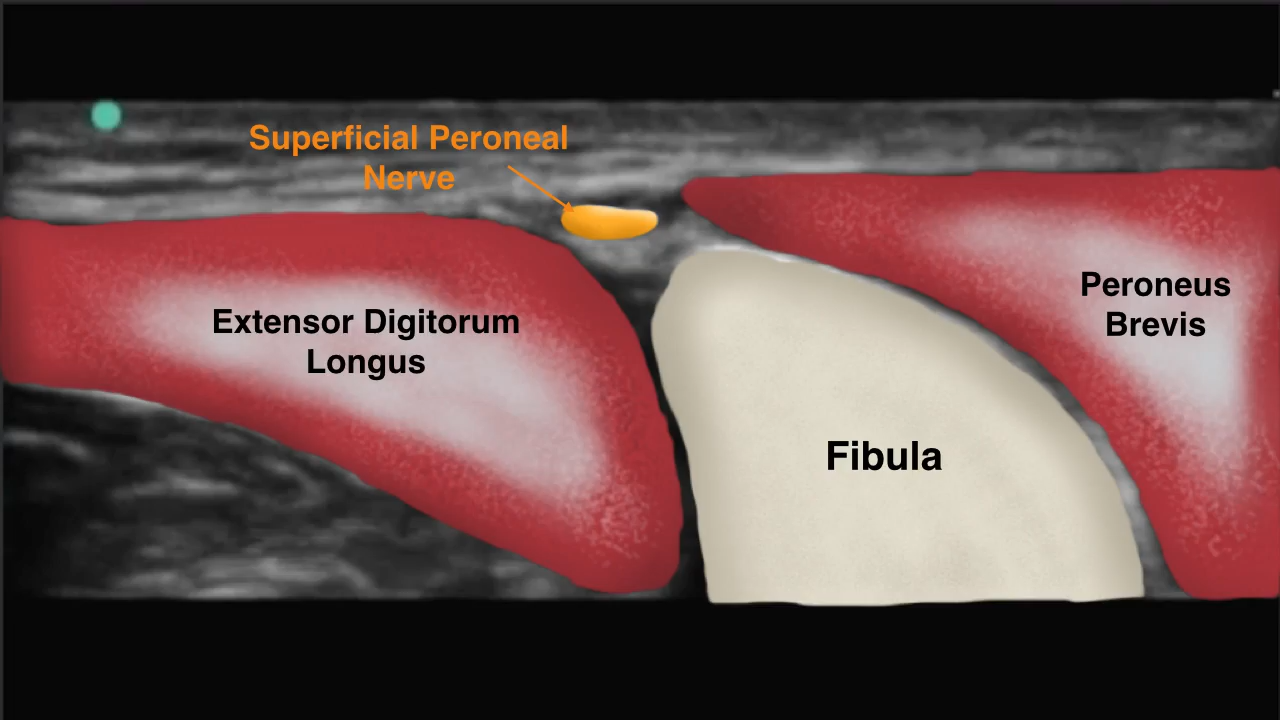 Superficial Peroneal
Nerve
Extensor Digitorum
Longus
Peroneus
Brevis
Fibula